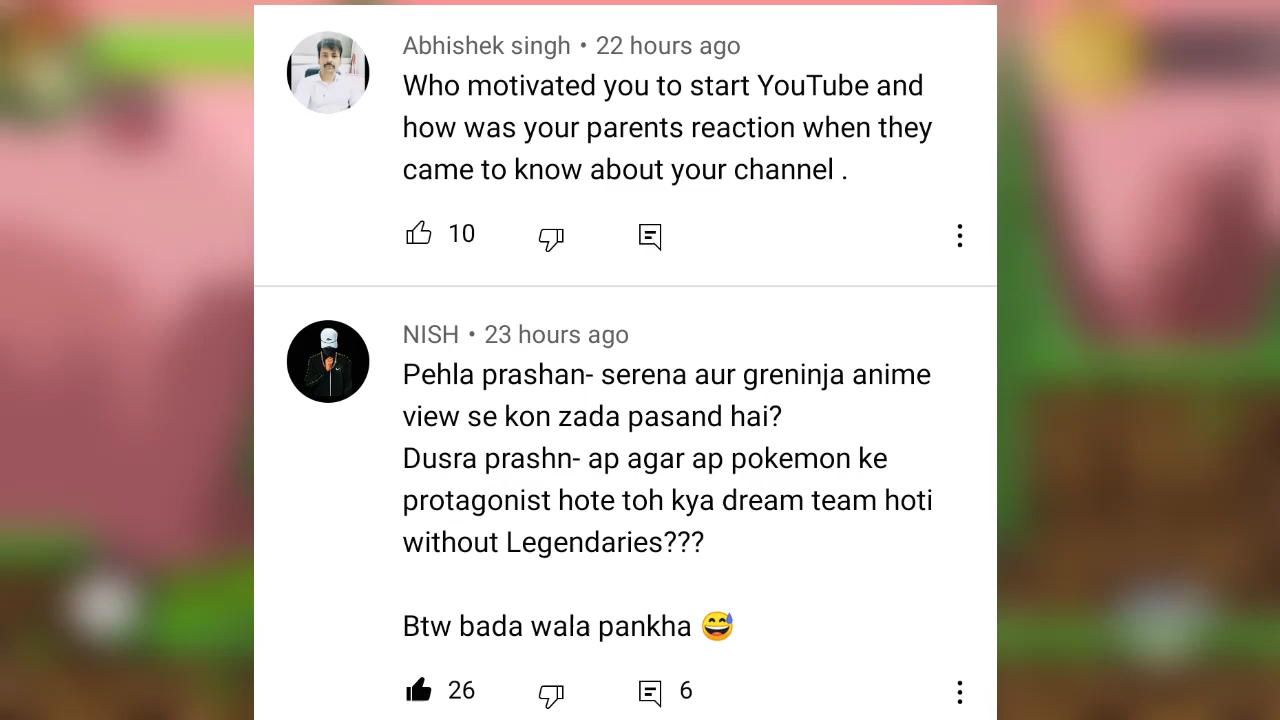 Abhishek singh • 22 hours ago
Who motivated you to start YouTube and
how was your parents reaction when they
came to know about your channel .
10
NISH • 23 hours ago
Pehla prashan- serena aur greninja anime
view se kon zada pasand hai?
Dusra prashn- ap agar ap pokemon ke
protagonist hote toh kya dream team hoti
without Legendaries???
Btw bada wala pankha 😅
26 6